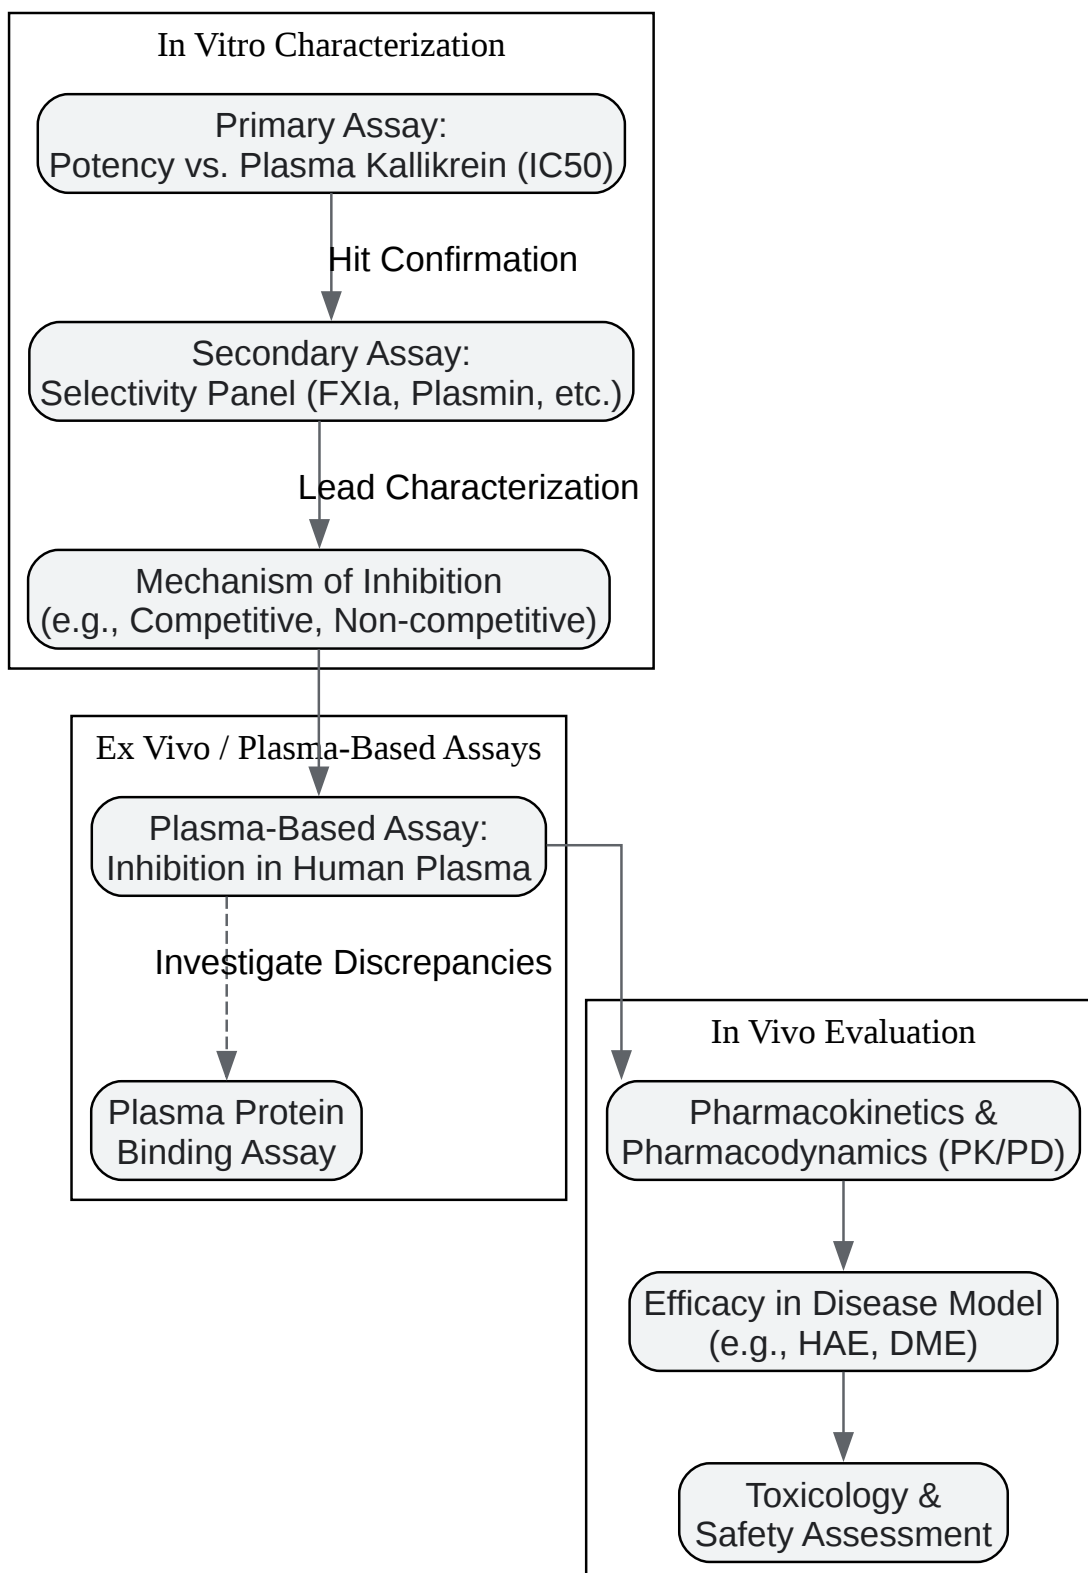 In Vitro Characterization
Primary Assay:
Potency vs. Plasma Kallikrein (IC50)
Hit Confirmation
Secondary Assay:
Selectivity Panel (FXIa, Plasmin, etc.)
Lead Characterization
Mechanism of Inhibition
(e.g., Competitive, Non-competitive)
Ex Vivo / Plasma-Based Assays
Plasma-Based Assay:
Inhibition in Human Plasma
Investigate Discrepancies
Plasma Protein
Binding Assay
In Vivo Evaluation
Pharmacokinetics &
Pharmacodynamics (PK/PD)
Efficacy in Disease Model
(e.g., HAE, DME)
Toxicology &
Safety Assessment